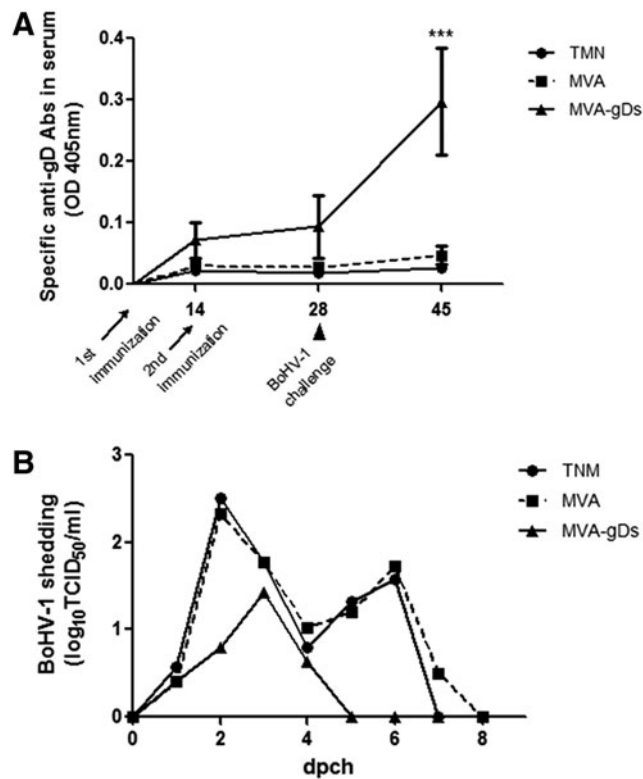 A
Specific anti-gD Abs in serum
(OD 405nm)
0.4
0.3
0.2
0.1
0.0
***
TMN
MVA
MVA-gDs
14
28
45
1st
Immunization
2nd
Immunization
BoHV-1
challenge
B
BoHV-1 shedding
(log10TCID50/ml)
3
2
1
0
TNM
MVA
MVA-gDs
0
2
4
6
8
dpch